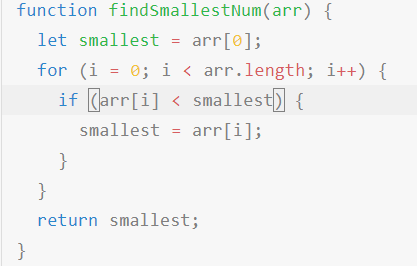 function findSmallestNum(arr) {
let smallest = arr[0];
for (i = 0; i < arr.length; i++) {
if (arr[i] < smallest) {
smallest = arr[i];
}
}
return smallest;
}